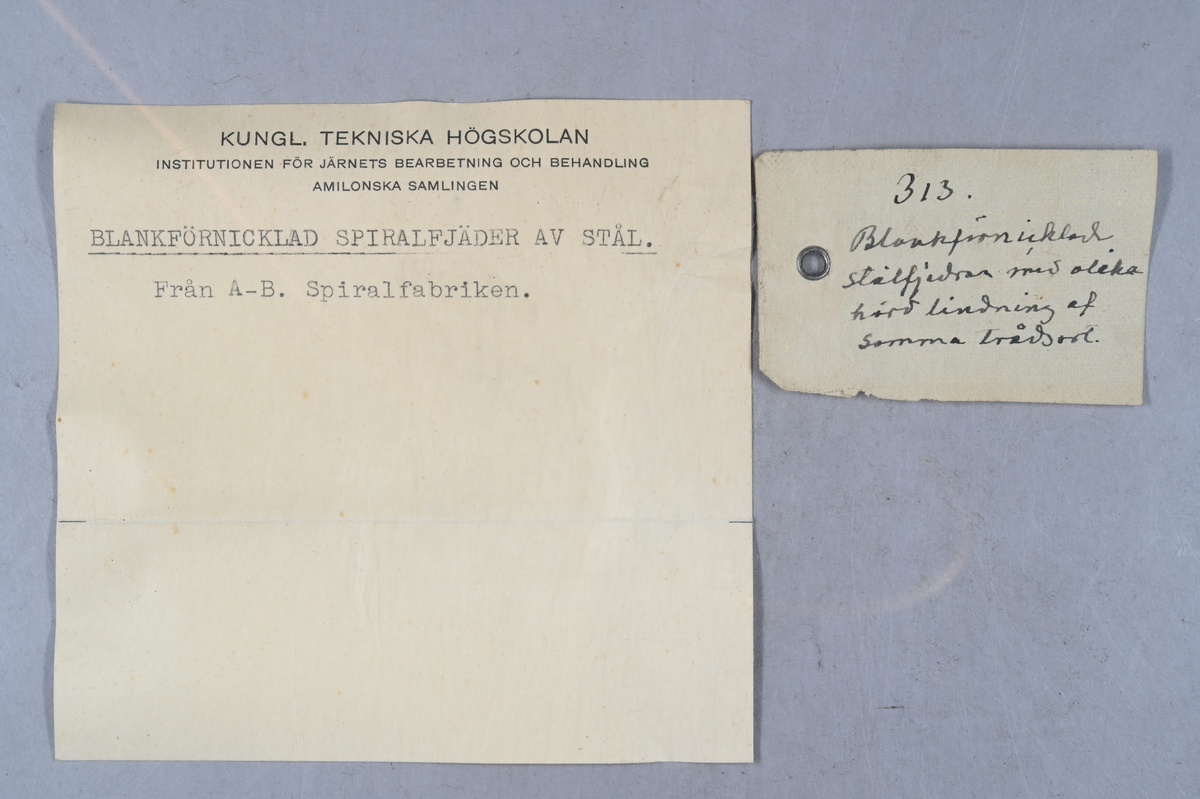 KUNGL. TEKNISKA HÖGSKOLAN
INSTITUTIONEN FÖR JÄRNETS BEARBETNING OCH BEHANDLING
AMILONSKA SAMLINGEN
BLANKFÖRNICKLAD SPIRALFJÄDER AV STÅL.
Från A-B. Spiralfabriken.
313.
Blankförnicklad
stålfjedrar med olika
hård lindning af
samma trådsort.